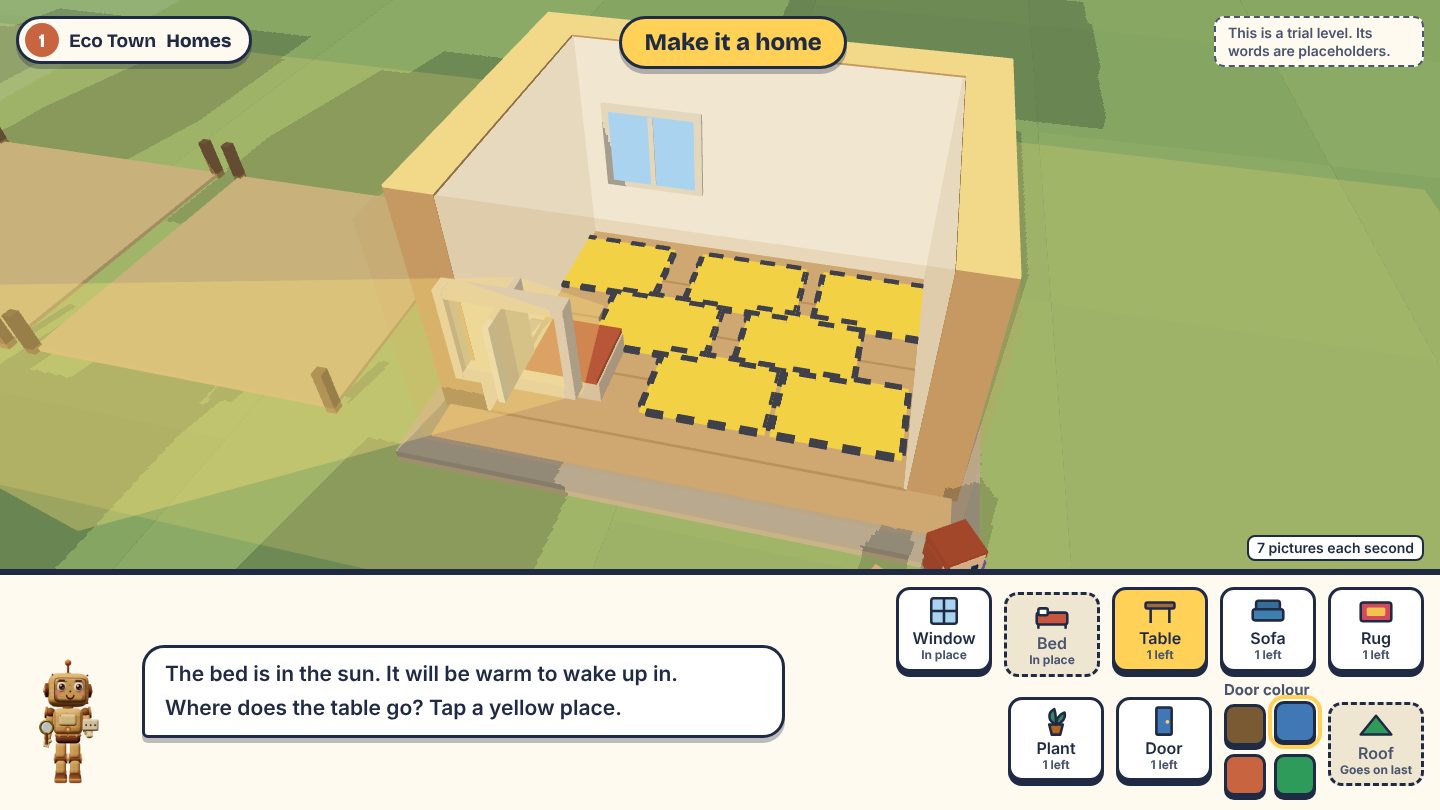 1 Eco Town Homes
Make it a home
This is a trial level. Its
words are placeholders.
7 pictures each second
The bed is in the sun. It will be warm to wake up in.
Where does the table go? Tap a yellow place.
Window
In place
Bed
In place
Table
1 left
Sofa
1 left
Rug
1 left
Plant
1 left
Door
1 left
Door colour
Roof
Goes on last